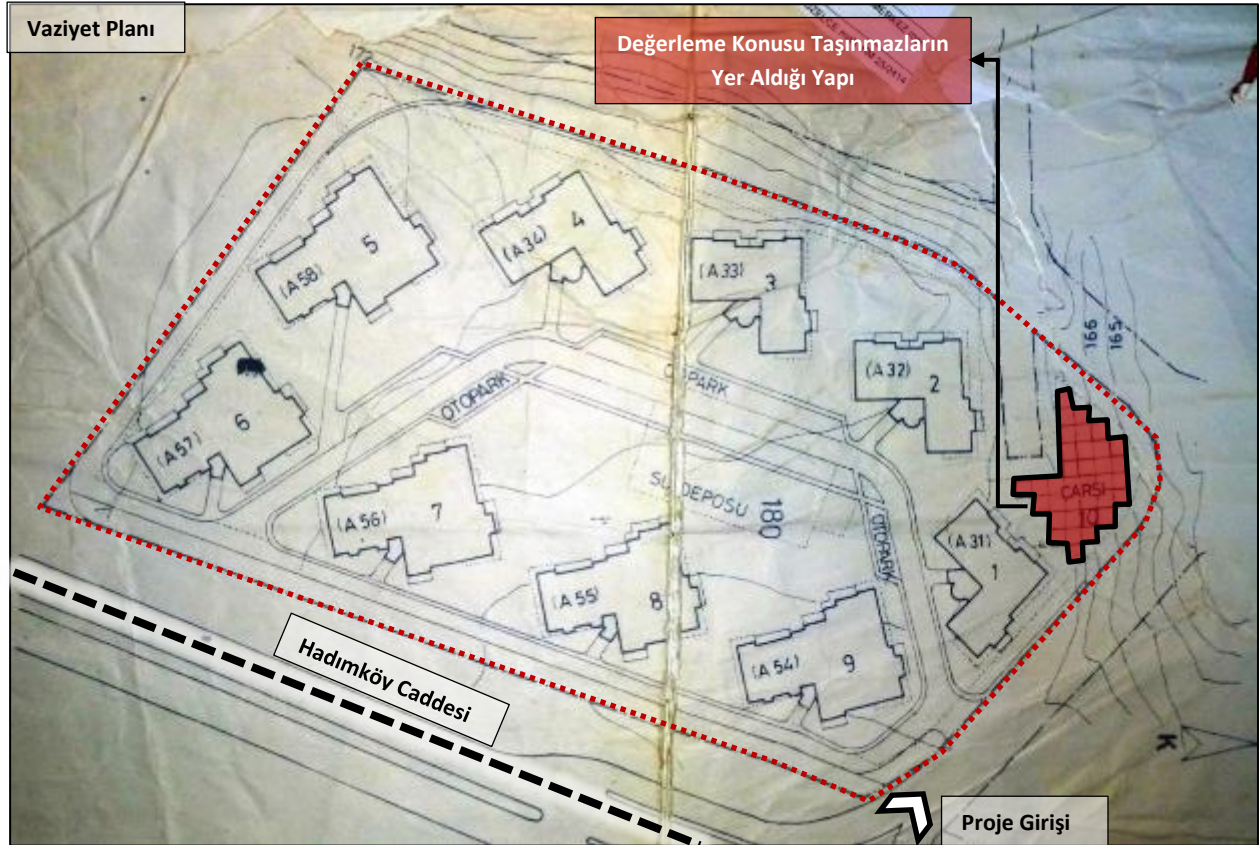 Vaziyet Planı
Değerleme Konusu Taşınmazların
Yer Aldığı Yapı
172
(A58) 5
(A34) 4
(A33) 3
(A32) 2
166
165
OTOPARK
OTOPARK
(A57) 6
(A56) 7
SU DEPOSU 180
OTOPARK
ÇARŞI
10
(A31) 1
(A55) 8
(A54) 9
Hadımköy Caddesi
K
Proje Girişi